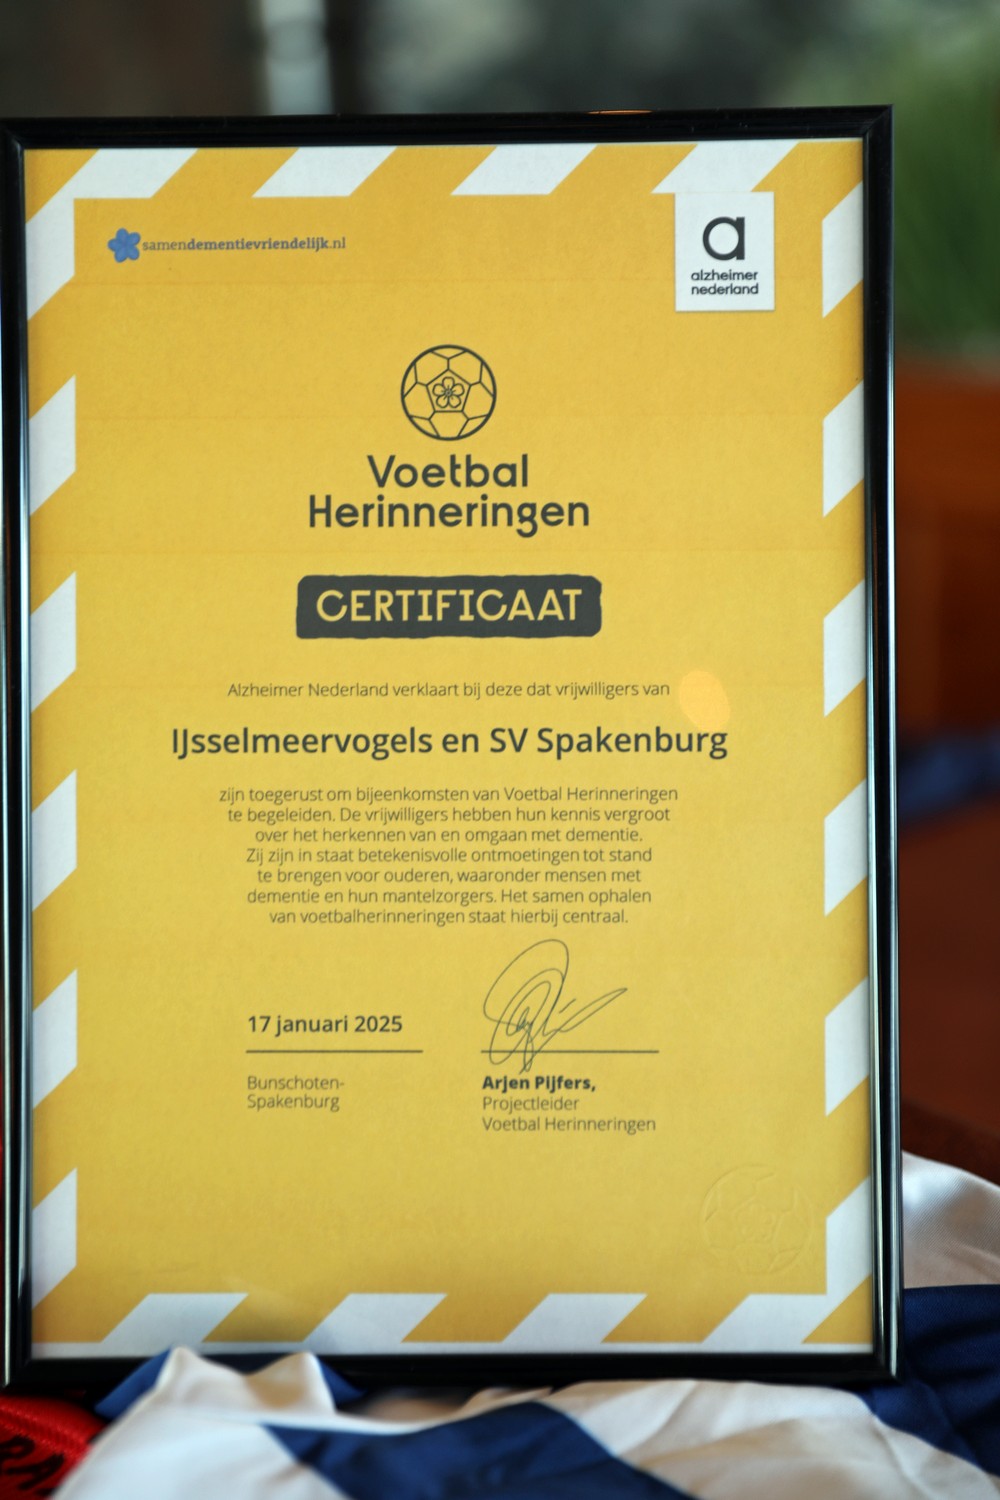 samendementievriendelijk.nl
a
alzheimer
nederland
Voetbal
Herinneringen
CERTIFICAAT
Alzheimer Nederland verklaart bij deze dat vrijwilligers van
IJsselmeervogels en SV Spakenburg
zijn toegerust om bijeenkomsten van Voetbal Herinneringen
te begeleiden. De vrijwilligers hebben hun kennis vergroot
over het herkennen van en omgaan met dementie.
Zij zijn in staat betekenisvolle ontmoetingen tot stand
te brengen voor ouderen, waaronder mensen met
dementie en hun mantelzorgers. Het samen ophalen
van voetbalherinneringen staat hierbij centraal.
17 januari 2025
Bunschoten-
Spakenburg
Arjen Pijfers,
Projectleider
Voetbal Herinneringen